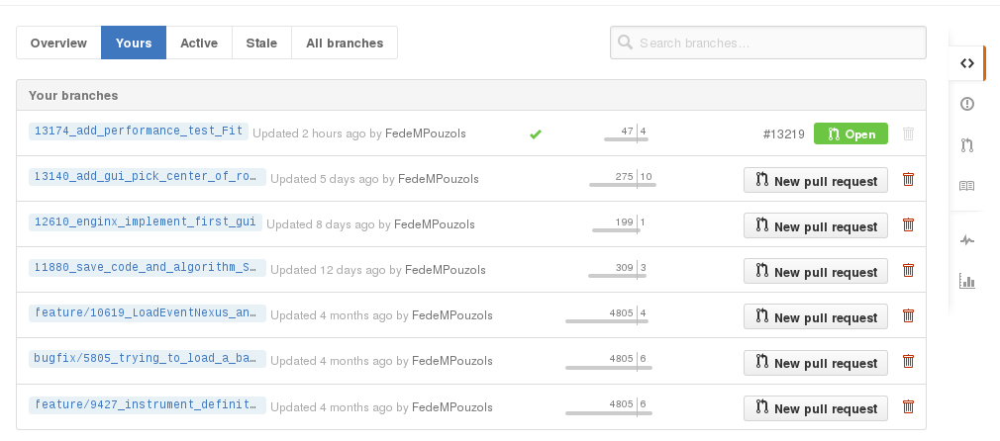 Overview Yours Active Stale All branches Search branches...
Your branches
13174_add_performance_test_Fit Updated 2 hours ago by FedeMPouzols 47 4 #13219 Open
13140_add_gui_pick_center_of_ro… Updated 5 days ago by FedeMPouzols 275 10 New pull request
12610_enginx_implement_first_gui Updated 8 days ago by FedeMPouzols 199 1 New pull request
11880_save_code_and_algorithm_S… Updated 12 days ago by FedeMPouzols 309 3 New pull request
feature/10619_LoadEventNexus_an… Updated 4 months ago by FedeMPouzols 4805 4 New pull request
bugfix/5805_trying_to_load_a_ba… Updated 4 months ago by FedeMPouzols 4805 6 New pull request
feature/9427_instrument_definit… Updated 4 months ago by FedeMPouzols 4805 6 New pull request